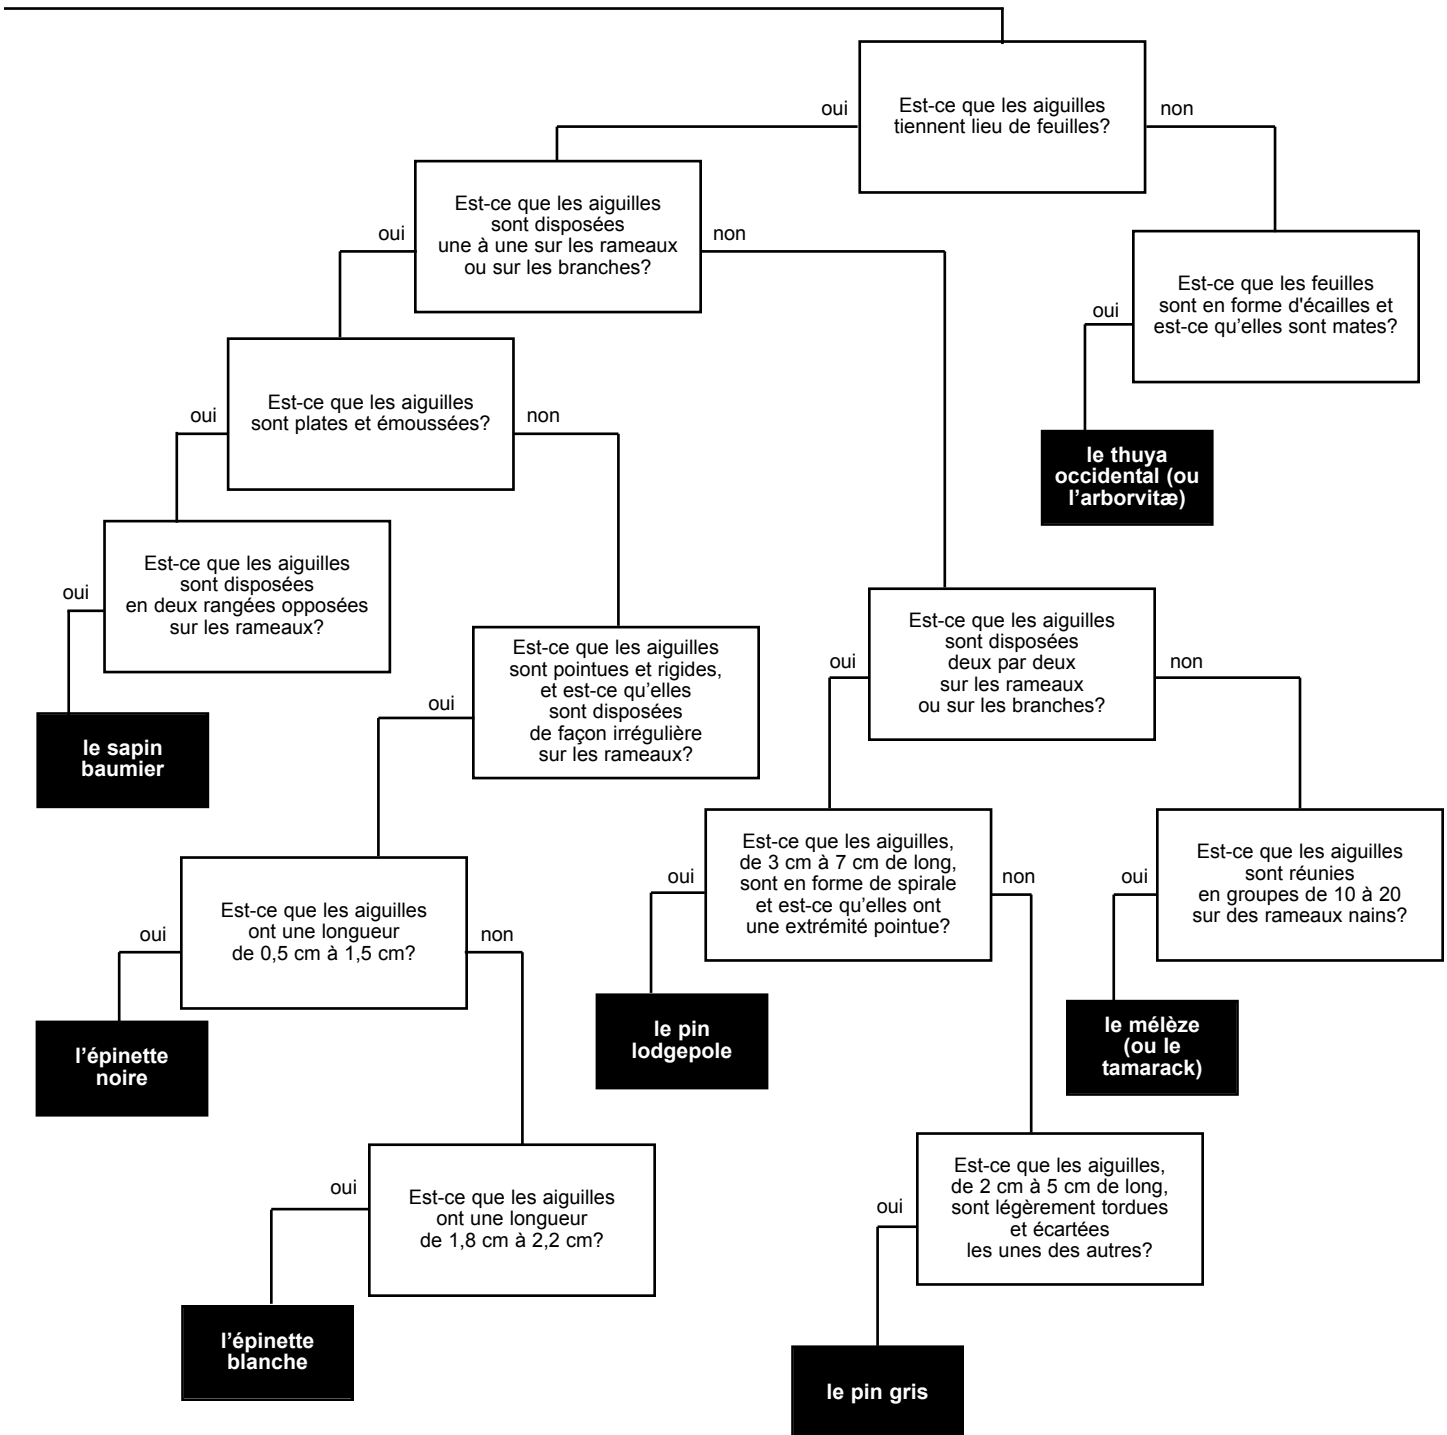 Est-ce que les aiguilles
tiennent lieu de feuilles?
oui
non
Est-ce que les aiguilles
sont disposées
une à une sur les rameaux
ou sur les branches?
oui
non
Est-ce que les feuilles
sont en forme d'écailles et
est-ce qu’elles sont mates?
oui
le thuya
occidental (ou
l’arborvitæ)
Est-ce que les aiguilles
sont plates et émoussées?
oui
non
Est-ce que les aiguilles
sont disposées
en deux rangées opposées
sur les rameaux?
oui
le sapin
baumier
Est-ce que les aiguilles
sont pointues et rigides,
et est-ce qu’elles
sont disposées
de façon irrégulière
sur les rameaux?
oui
Est-ce que les aiguilles
sont disposées
deux par deux
sur les rameaux
ou sur les branches?
oui
non
Est-ce que les aiguilles
ont une longueur
de 0,5 cm à 1,5 cm?
oui
non
l’épinette
noire
Est-ce que les aiguilles,
de 3 cm à 7 cm de long,
sont en forme de spirale
et est-ce qu’elles ont
une extrémité pointue?
oui
non
le pin
lodgepole
Est-ce que les aiguilles
sont réunies
en groupes de 10 à 20
sur des rameaux nains?
oui
le mélèze
(ou le
tamarack)
Est-ce que les aiguilles
ont une longueur
de 1,8 cm à 2,2 cm?
oui
l’épinette
blanche
Est-ce que les aiguilles,
de 2 cm à 5 cm de long,
sont légèrement tordues
et écartées
les unes des autres?
oui
le pin gris